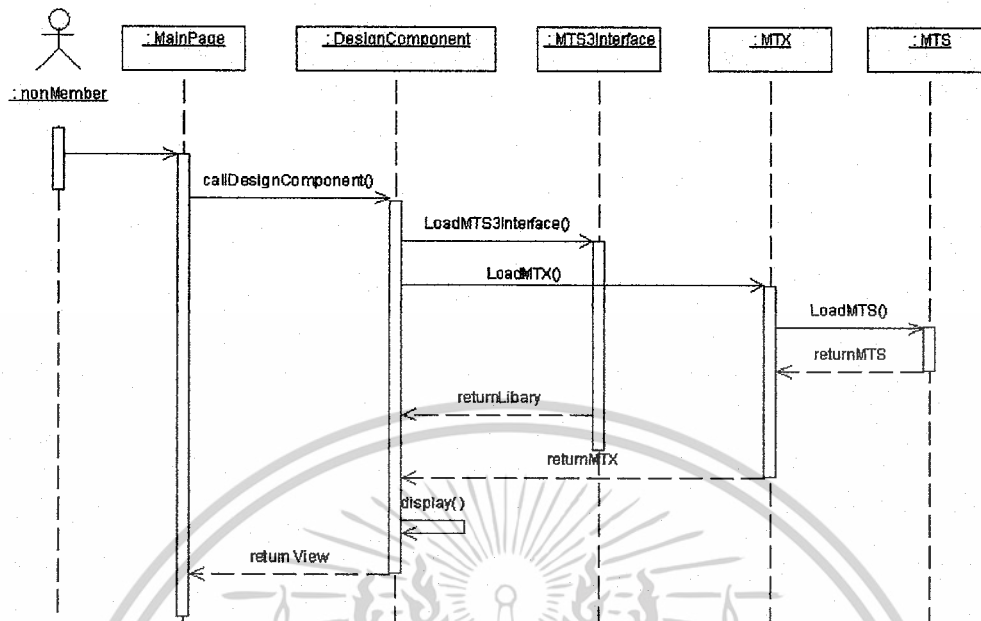 : MainPage
: DesignComponent
: MTS3Interface
: MTX
: MTS
: nonMember
callDesignComponent()
LoadMTS3Interface()
LoadMTX()
LoadMTS()
returnMTS
returnLibary
returnMTX
display()
return View